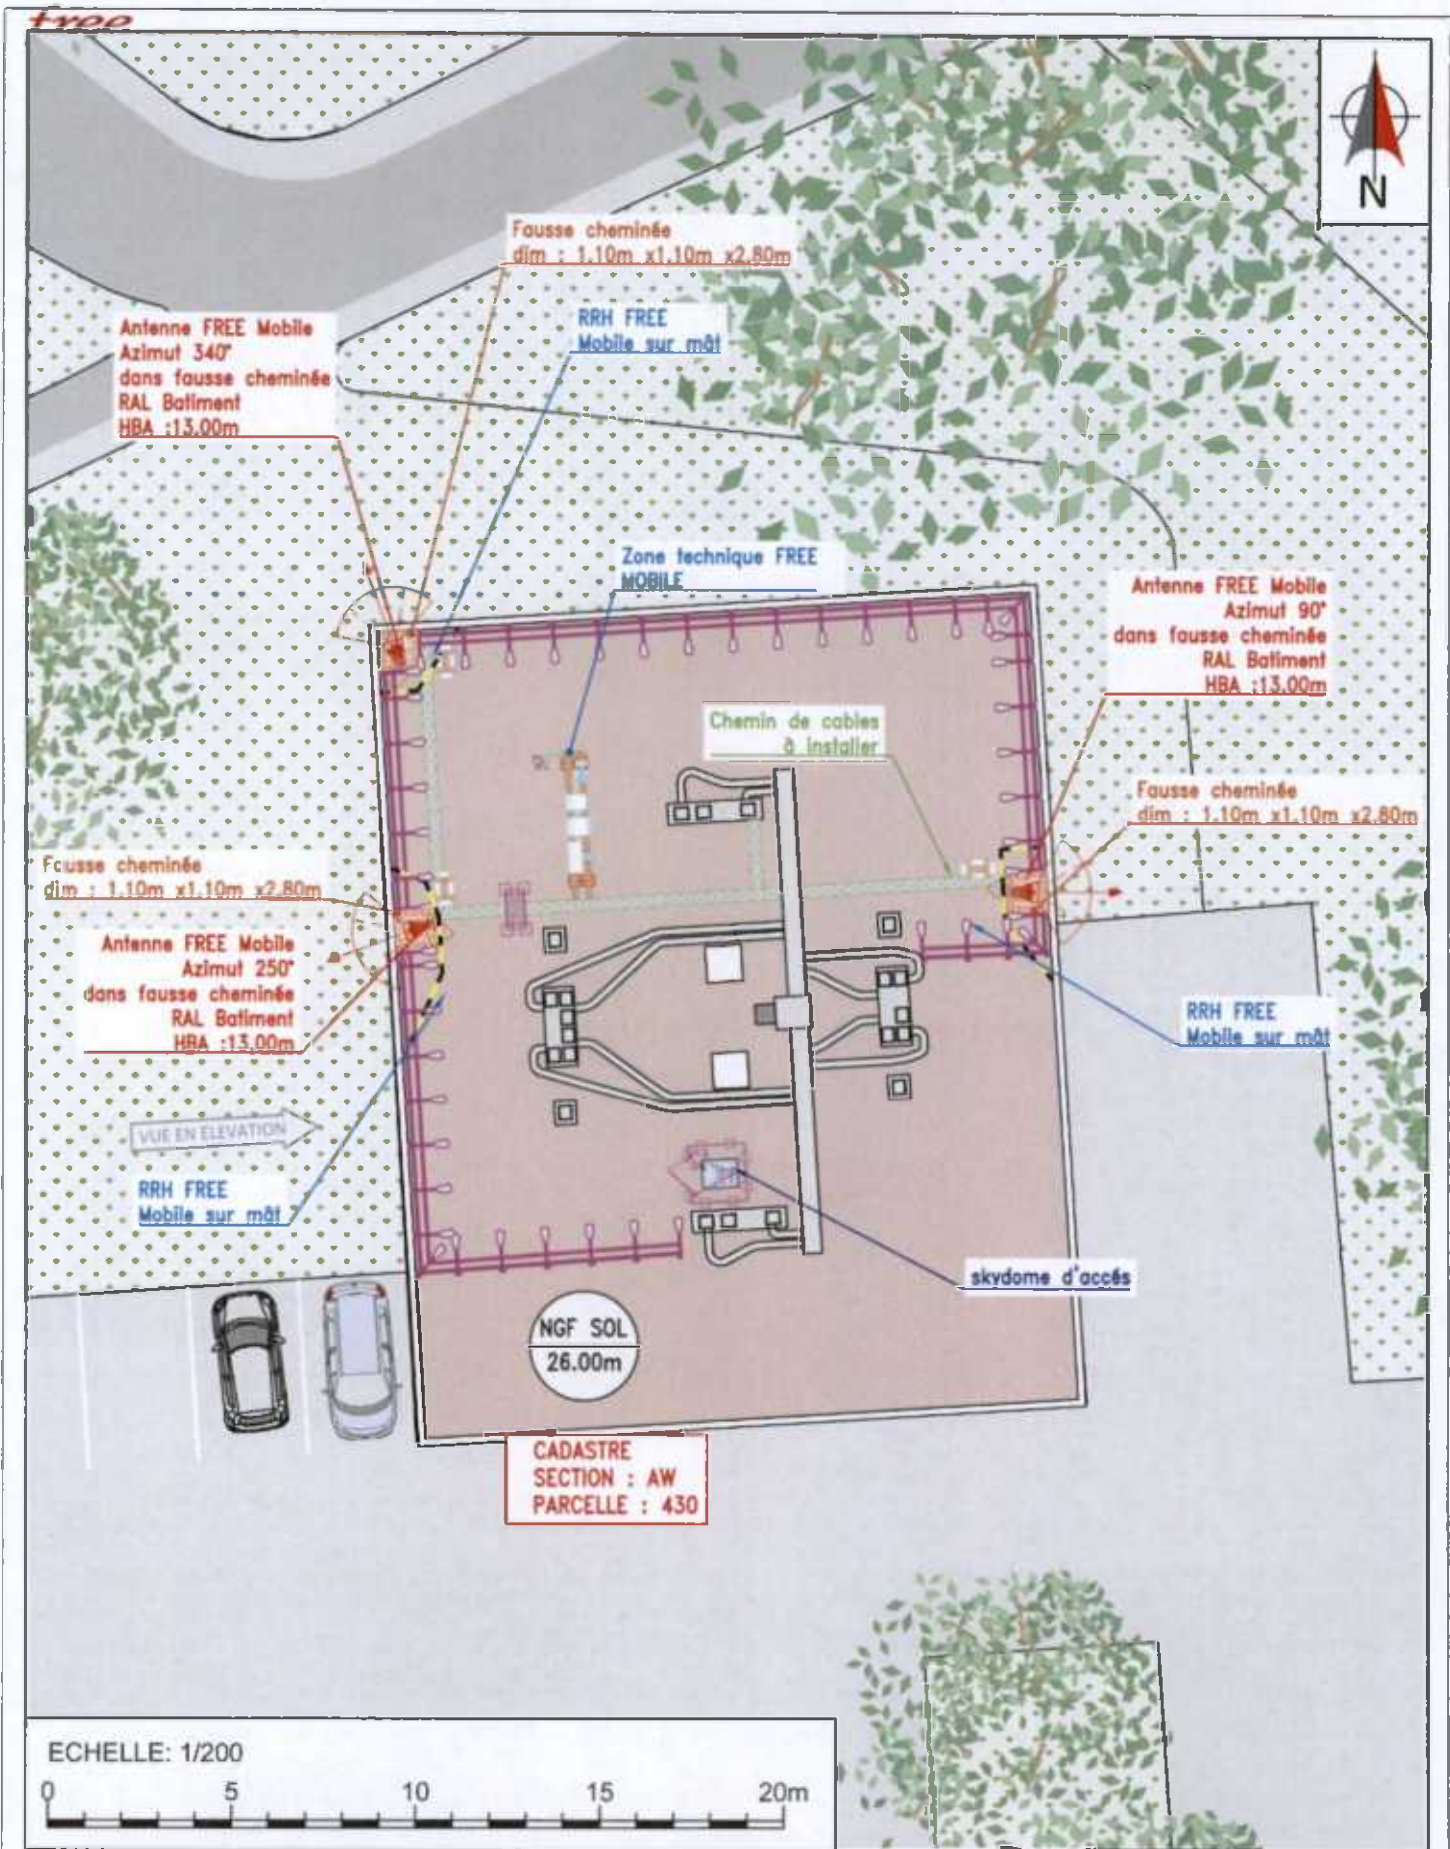 free
N
Fausse cheminée
dim : 1.10m x1.10m x2.80m
RRH FREE
Mobile sur mât
Antenne FREE Mobile
Azimut 340°
dans fausse cheminée
RAL Batiment
HBA :13.00m
Zone technique FREE
MOBILE
Antenne FREE Mobile
Azimut 90°
dans fausse cheminée
RAL Batiment
HBA :13.00m
Chemin de cables
à installer
Fausse cheminée
dim : 1.10m x1.10m x2.80m
Fausse cheminée
dim : 1.10m x1.10m x2.80m
Antenne FREE Mobile
Azimut 250°
dans fausse cheminée
RAL Batiment
HBA :13.00m
RRH FREE
Mobile sur mât
VUE EN ELEVATION
RRH FREE
Mobile sur mât
skydome d'accés
NGF SOL
26.00m
CADASTRE
SECTION : AW
PARCELLE : 430
ECHELLE: 1/200
0 5 10 15 20m